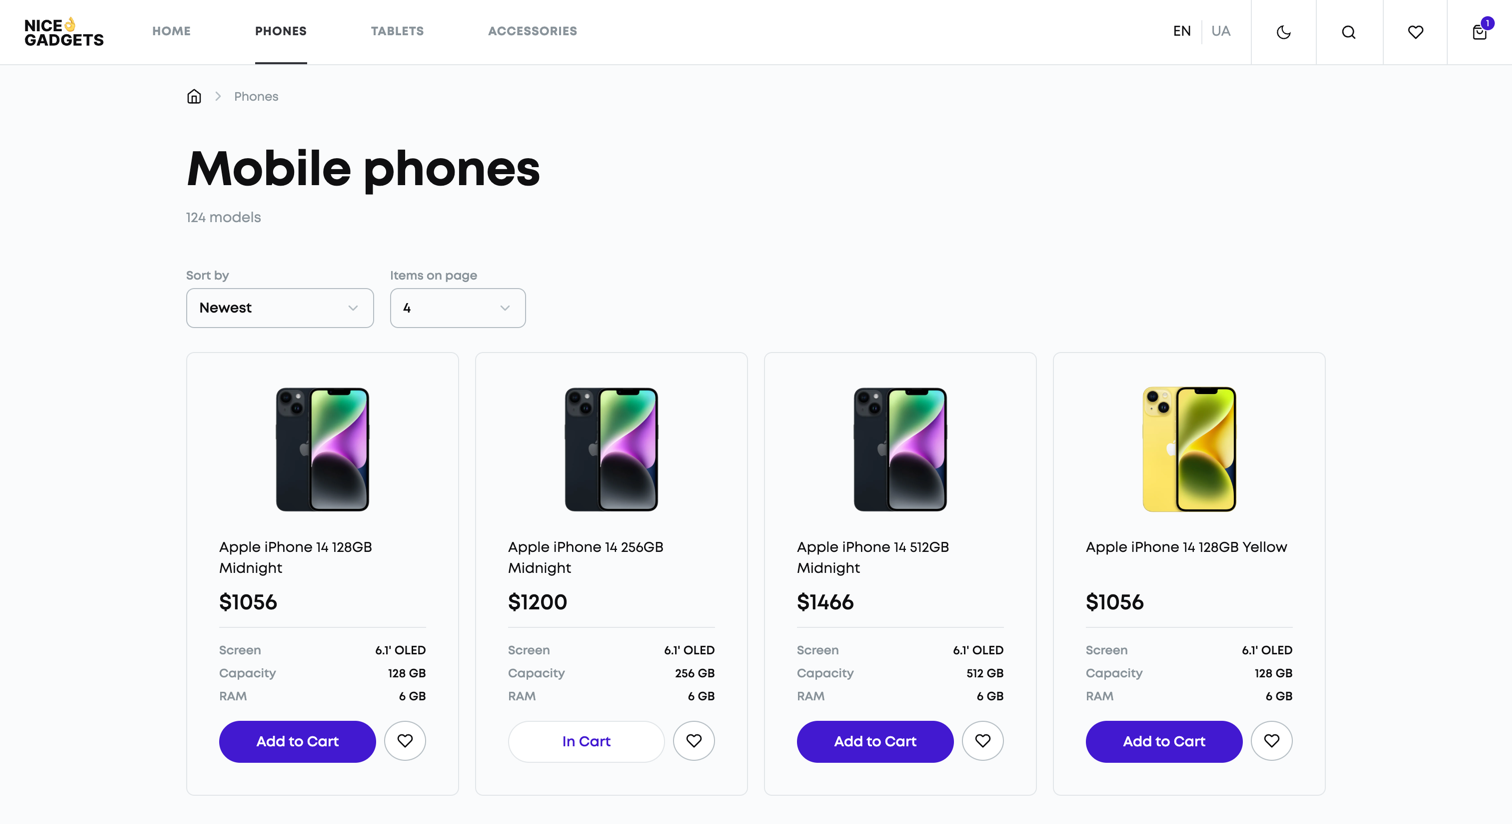 NICE👌
GADGETS
HOME
PHONES
TABLETS
ACCESSORIES
EN
UA
1
Phones
Mobile phones
124 models
Sort by
Items on page
Newest
4
Apple iPhone 14 128GB
Midnight
$1056
Screen 6.1' OLED
Capacity 128 GB
RAM 6 GB
Add to Cart
Apple iPhone 14 256GB
Midnight
$1200
Screen 6.1' OLED
Capacity 256 GB
RAM 6 GB
In Cart
Apple iPhone 14 512GB
Midnight
$1466
Screen 6.1' OLED
Capacity 512 GB
RAM 6 GB
Add to Cart
Apple iPhone 14 128GB Yellow
$1056
Screen 6.1' OLED
Capacity 128 GB
RAM 6 GB
Add to Cart